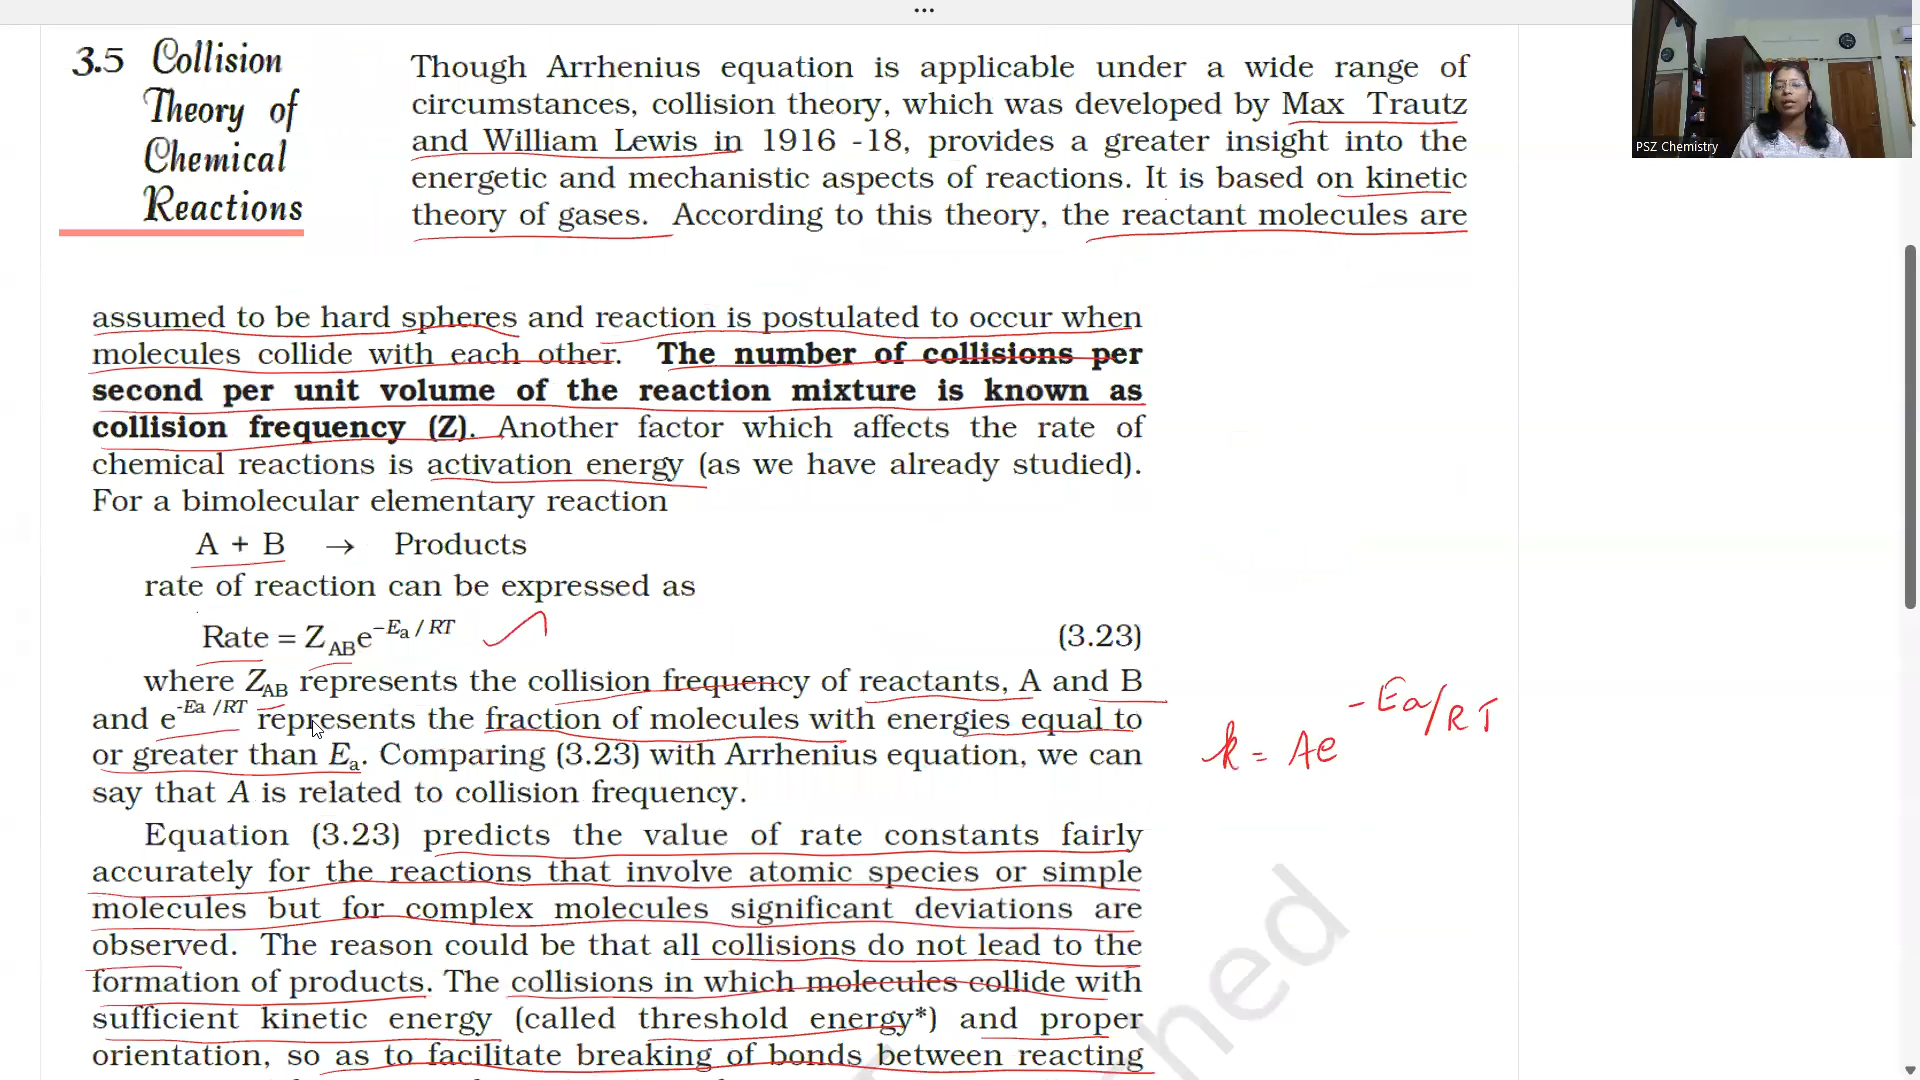 ...
3.5 Collision
Theory of
Chemical
Reactions
Though Arrhenius equation is applicable under a wide range of
circumstances, collision theory, which was developed by Max Trautz
and William Lewis in 1916 -18, provides a greater insight into the
energetic and mechanistic aspects of reactions. It is based on kinetic
theory of gases. According to this theory, the reactant molecules are
PSZ Chemistry
assumed to be hard spheres and reaction is postulated to occur when
molecules collide with each other. The number of collisions per
second per unit volume of the reaction mixture is known as
collision frequency (Z). Another factor which affects the rate of
chemical reactions is activation energy (as we have already studied).
For a bimolecular elementary reaction
A + B → Products
rate of reaction can be expressed as
Rate = Z_AB e^(-E_a / RT) (3.23)
where Z_AB represents the collision frequency of reactants, A and B
and e^(-Ea /RT) represents the fraction of molecules with energies equal to
or greater than E_a. Comparing (3.23) with Arrhenius equation, we can
say that A is related to collision frequency.
k = Ae^(-Ea/RT)
Equation (3.23) predicts the value of rate constants fairly
accurately for the reactions that involve atomic species or simple
molecules but for complex molecules significant deviations are
observed. The reason could be that all collisions do not lead to the
formation of products. The collisions in which molecules collide with
sufficient kinetic energy (called threshold energy*) and proper
orientation, so as to facilitate breaking of bonds between reacting